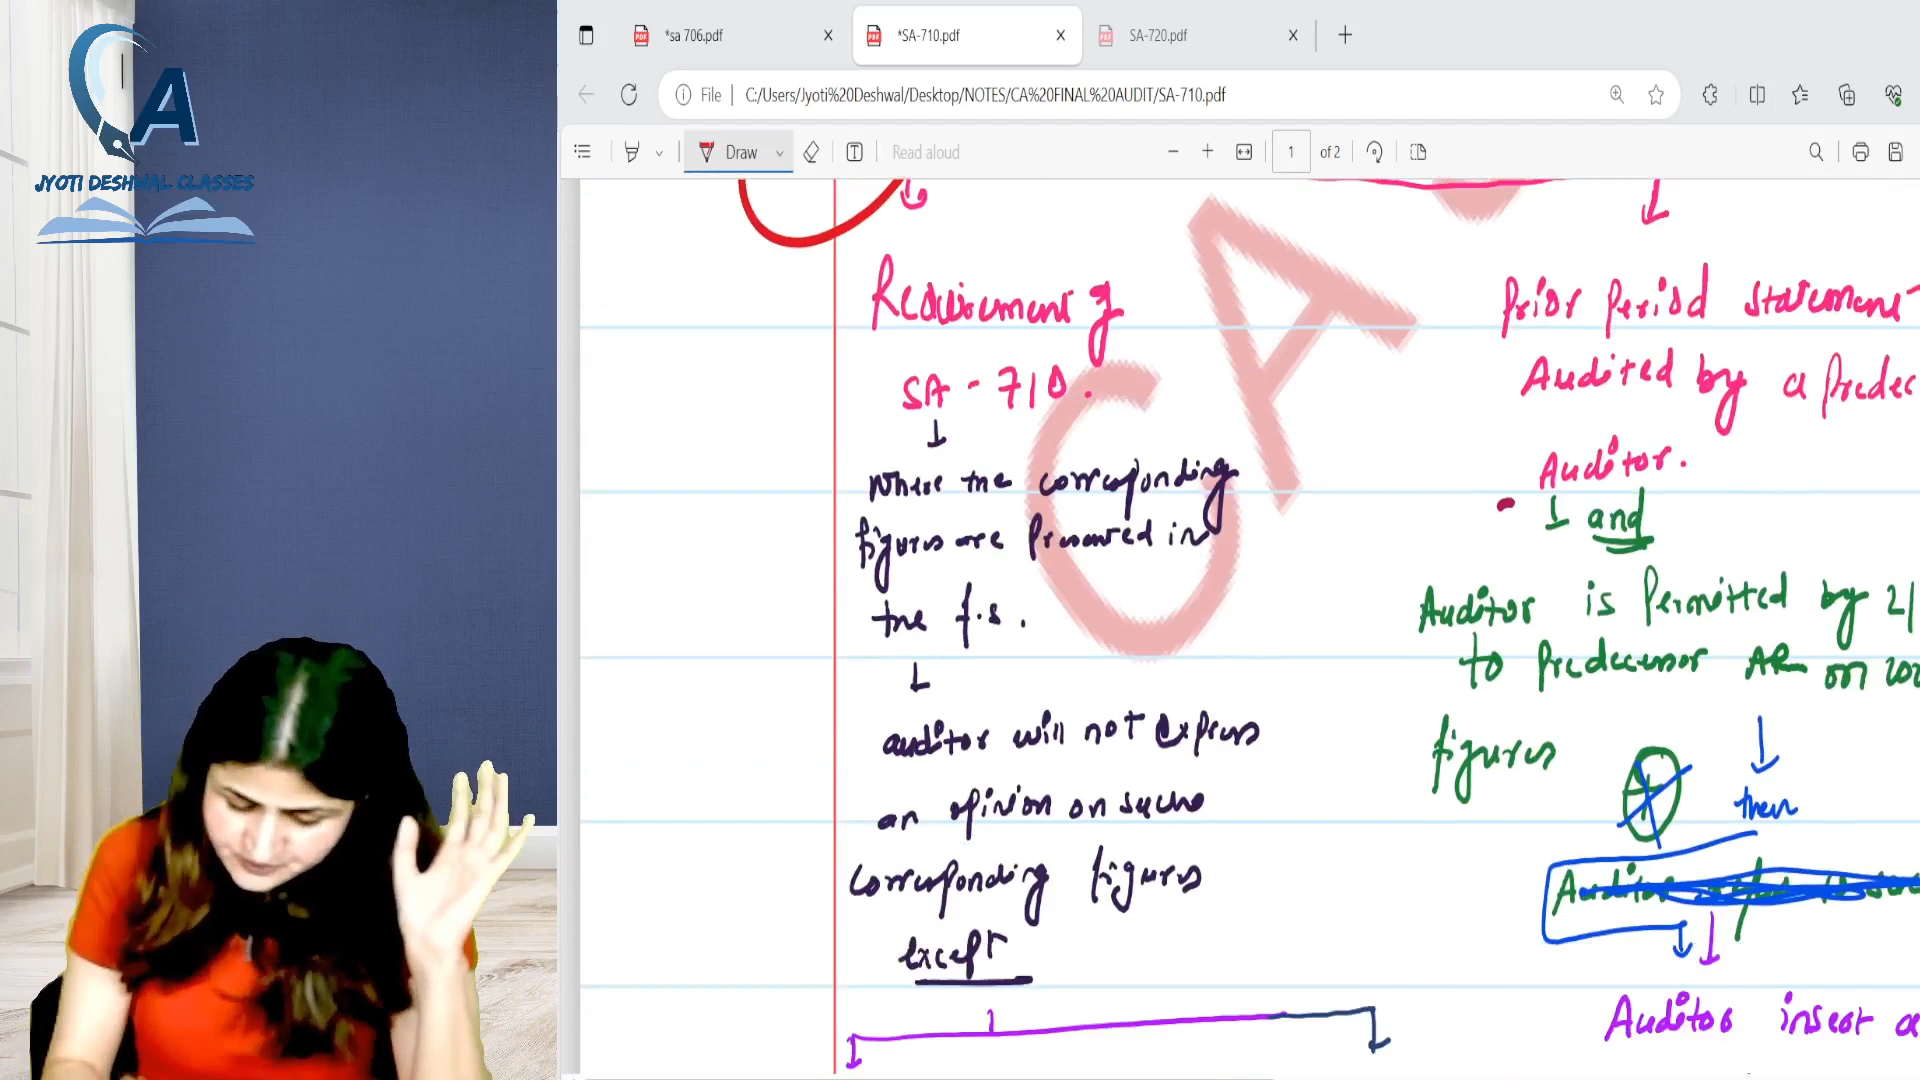 CA
JYOTI DESHWAL CLASSES
*sa 706.pdf
*SA-710.pdf
SA-720.pdf
File
C:/Users/Jyoti%20Deshwal/Desktop/NOTES/CA%20FINAL%20AUDIT/SA-710.pdf
Draw
Read aloud
1 of 2
CA
Requirement of
SA - 710.
Where the corresponding
figures are Presented in
the f.s.
auditor will not express
an opinion on such
corresponding figures
except
Prior Period statement
Audited by a Predec
Auditor.
and
Auditor is Permitted by
to Predecessor AR on
figures
then
Auditor
Auditor insert a